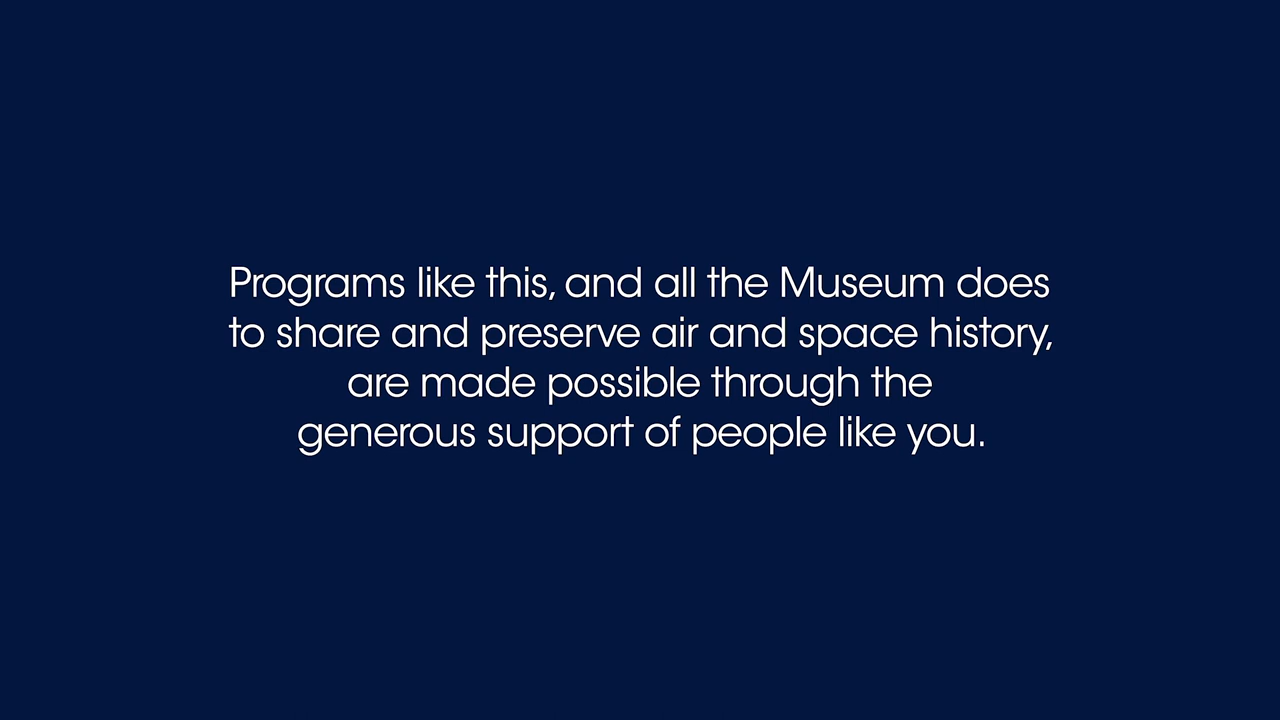 Programs like this, and all the Museum does
to share and preserve air and space history,
are made possible through the
generous support of people like you.